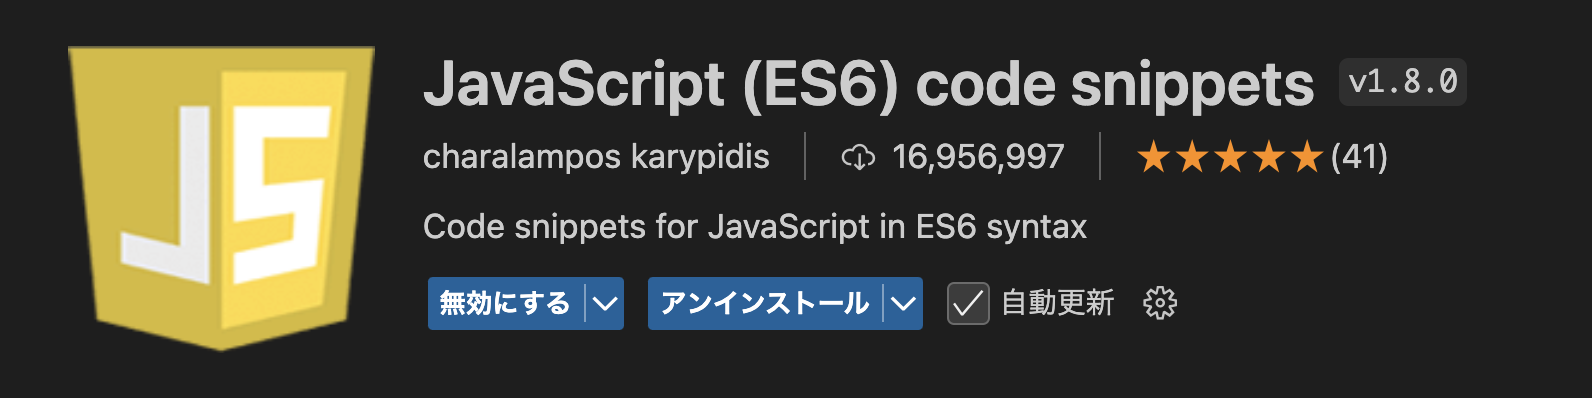 JS
JavaScript (ES6) code snippets v1.8.0
charalampos karypidis 16,956,997 ★★★★★(41)
Code snippets for JavaScript in ES6 syntax
無効にする アンインストール 自動更新